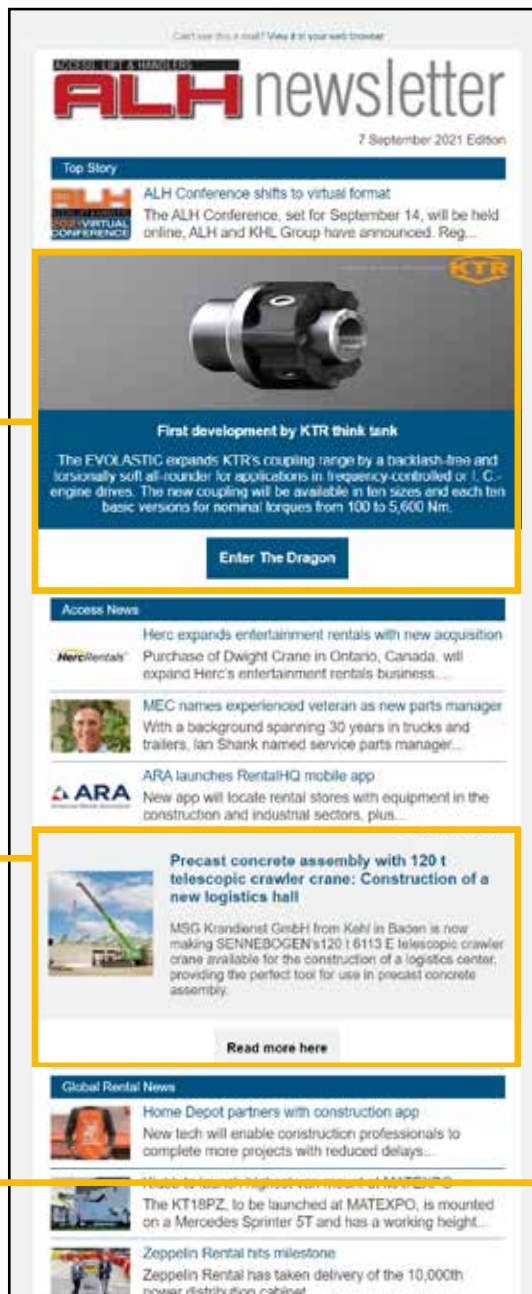 Can't see this e-mail? View it in your web browser
ACCESS, LIFT & HANDLERS
ALH newsletter
7 September 2021 Edition
Top Story
ALH
2021 VIRTUAL
CONFERENCE
ALH Conference shifts to virtual format
The ALH Conference, set for September 14, will be held
online, ALH and KHL Group have announced. Reg...
KTR
First development by KTR think tank
The EVOLASTIC expands KTR's coupling range by a backlash-free and
torsionally soft all-rounder for applications in frequency-controlled or I. C.-
engine drives. The new coupling will be available in ten sizes and each ten
basic versions for nominal torques from 100 to 5,600 Nm.
Enter The Dragon
Access News
HercRentals
Herc expands entertainment rentals with new acquisition
Purchase of Dwight Crane in Ontario, Canada, will
expand Herc's entertainment rentals business....
MEC names experienced veteran as new parts manager
With a background spanning 30 years in trucks and
trailers, Ian Shank named service parts manager...
ARA
ARA launches RentalHQ mobile app
New app will locate rental stores with equipment in the
construction and industrial sectors, plus...
Precast concrete assembly with 120 t
telescopic crawler crane: Construction of a
new logistics hall
MSG Krandienst GmbH from Kehl in Baden is now
making SENNEBOGEN's120 t 6113 E telescopic crawler
crane available for the construction of a logistics center,
providing the perfect tool for use in precast concrete
assembly.
Read more here
Global Rental News
Home Depot partners with construction app
New tech will enable construction professionals to
complete more projects with reduced delays...
to launch highest van mount at MATEXPO
The KT18PZ, to be launched at MATEXPO, is mounted
on a Mercedes Sprinter 5T and has a working height...
Zeppelin Rental hits milestone
Zeppelin Rental has taken delivery of the 10,000th
power distribution cabinet